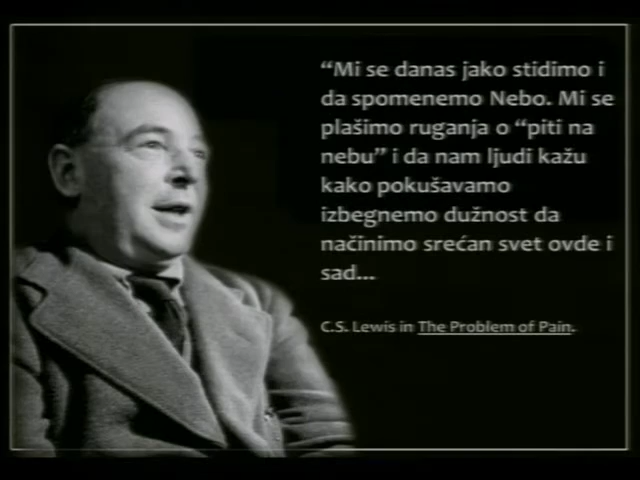 “Mi se danas jako stidimo i
da spomenemo Nebo. Mi se
plašimo ruganja o “piti na
nebu” i da nam ljudi kažu
kako pokušavamo
izbegnemo dužnost da
načinimo srećan svet ovde i
sad...
C.S. Lewis in The Problem of Pain.